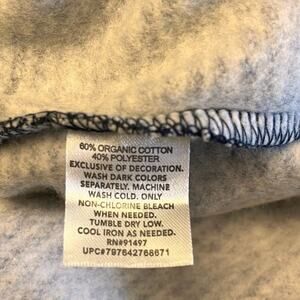 60% ORGANIC COTTON
40% POLYESTER
EXCLUSIVE OF DECORATION.
WASH DARK COLORS
SEPARATELY. MACHINE
WASH COLD. ONLY
NON-CHLORINE BLEACH
WHEN NEEDED.
TUMBLE DRY LOW.
COOL IRON AS NEEDED.
RN#91497
UPC#797642768671